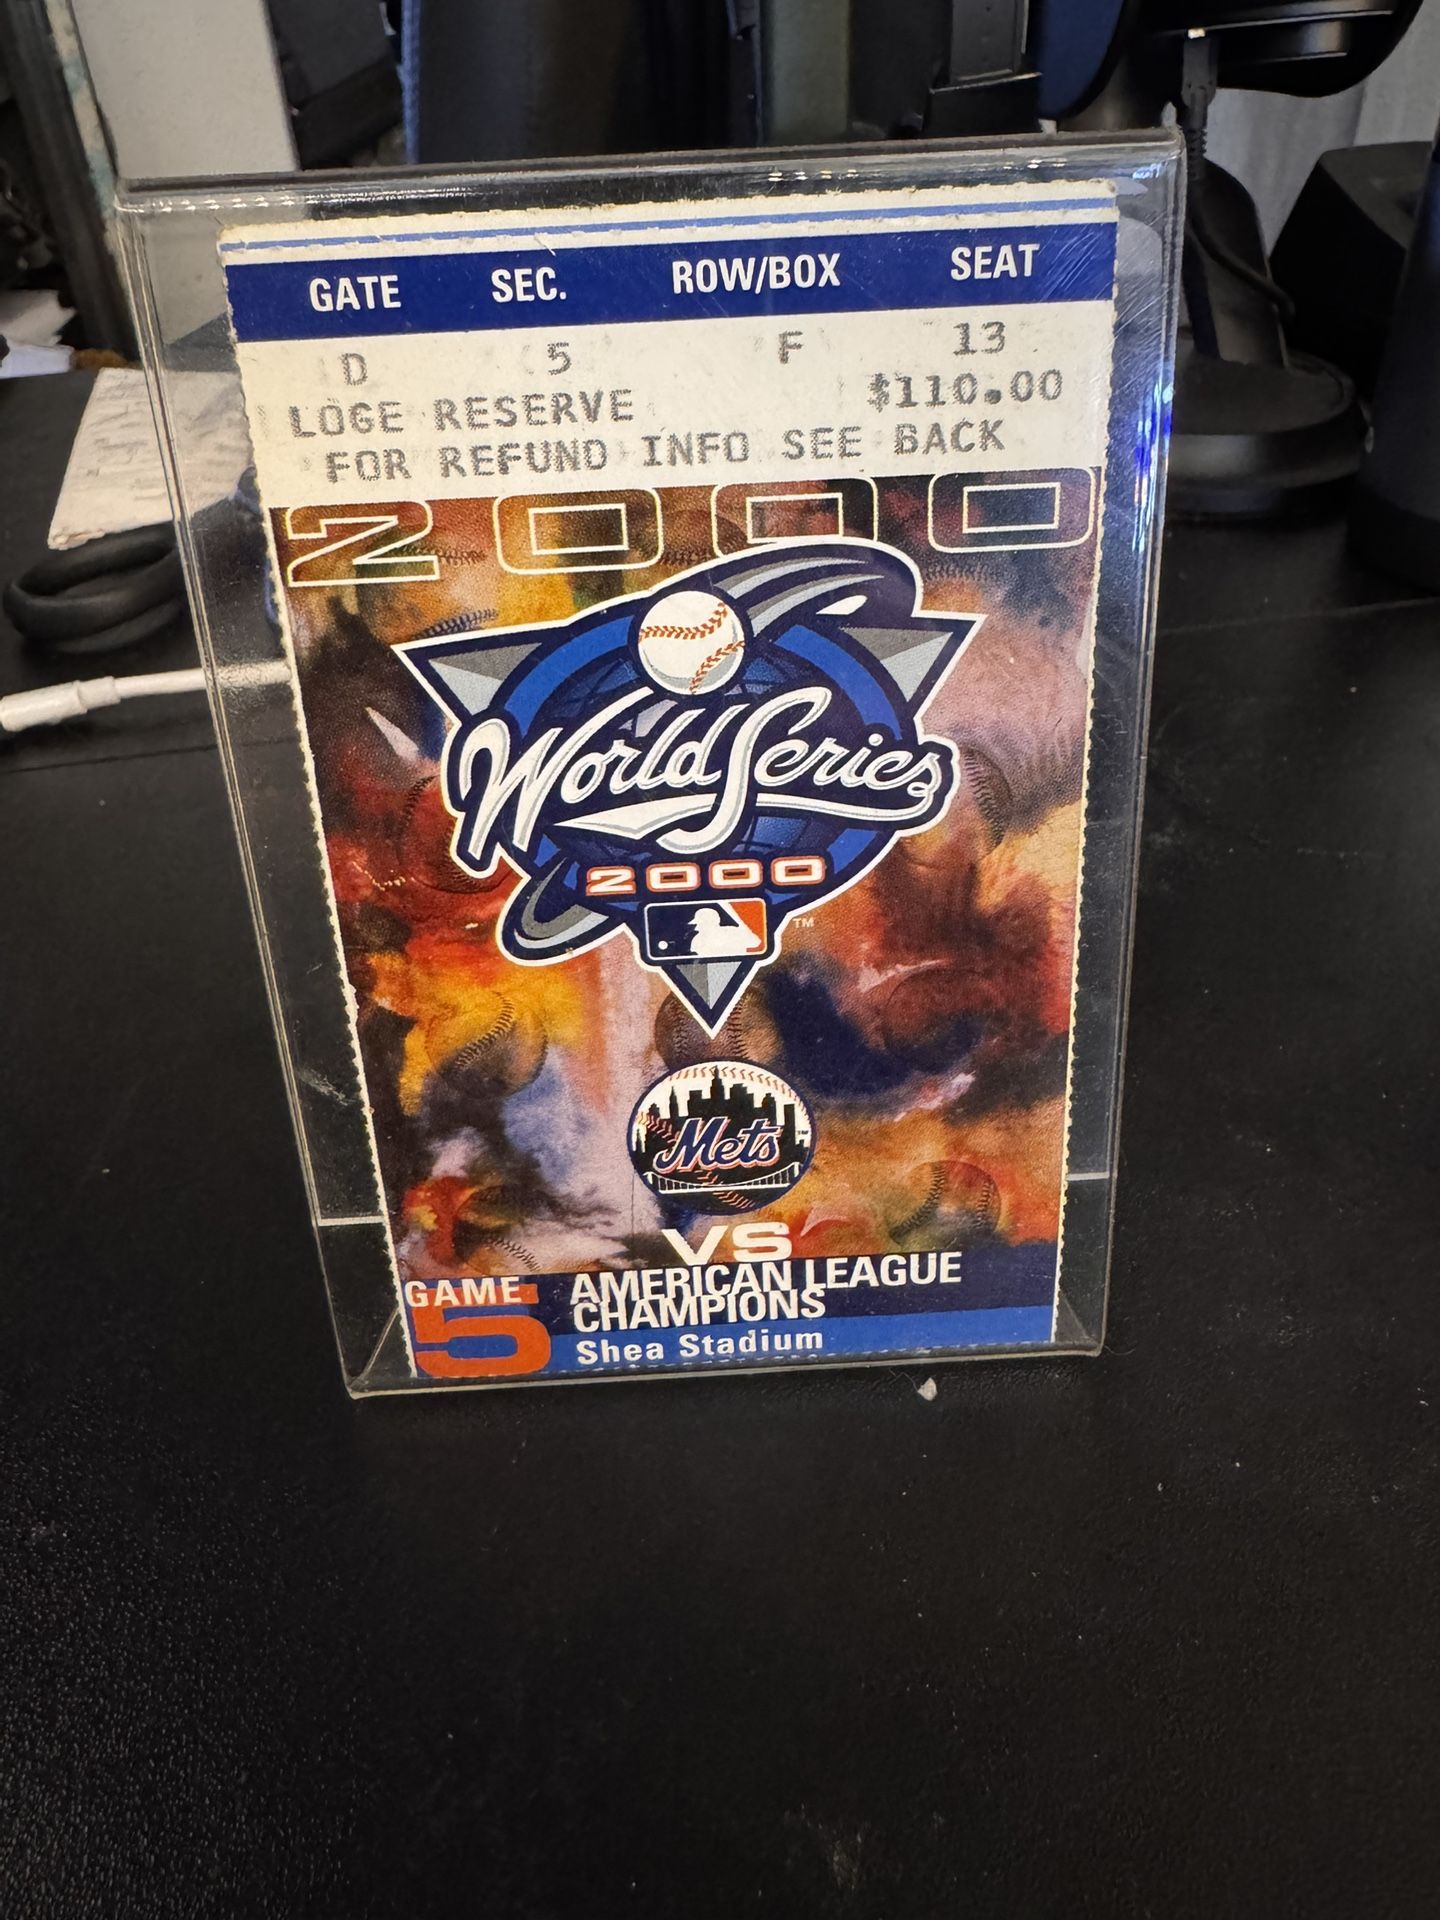 GATE SEC. ROW/BOX SEAT
D 5 F 13
LOGE RESERVE $110.00
FOR REFUND INFO SEE BACK
2000
World Series
2000
TM
Mets
VS
GAME 5
AMERICAN LEAGUE
CHAMPIONS
Shea Stadium